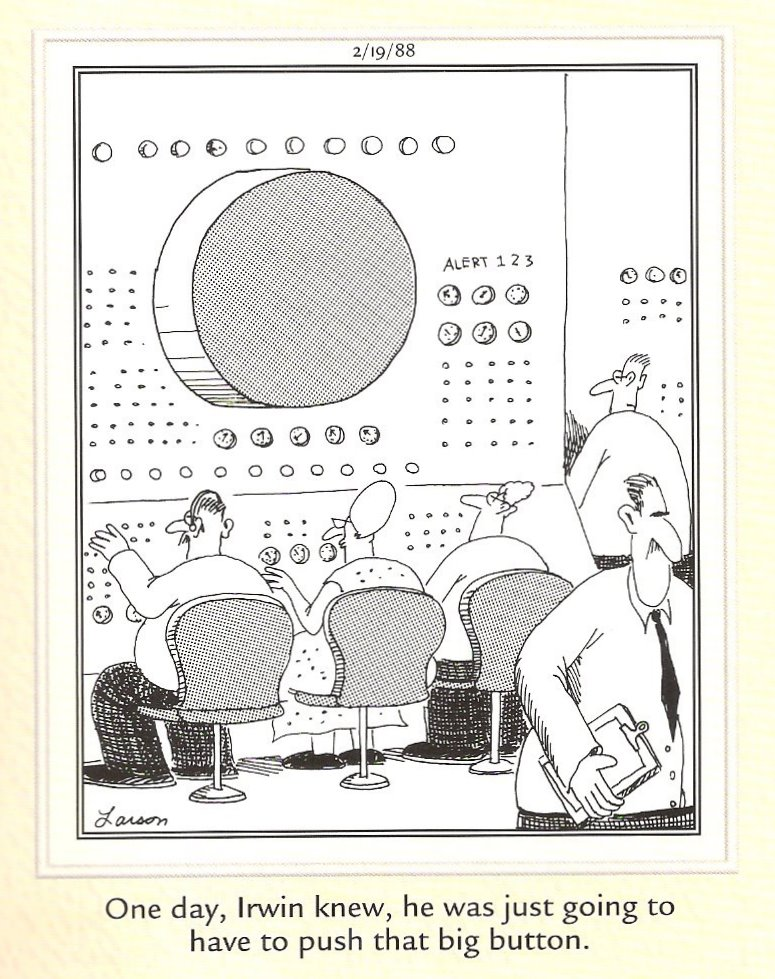 2/19/88
ALERT 1 2 3
Larson
One day, Irwin knew, he was just going to
have to push that big button.